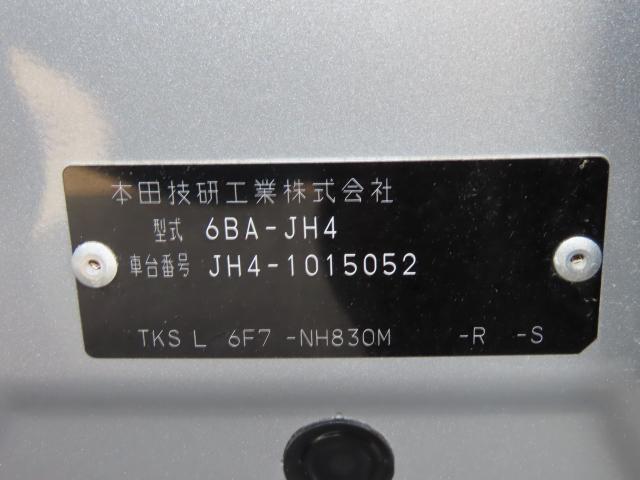 本田技研工業株式会社
型式 6BA-JH4
車台番号 JH4-1015052
TKS L 6F7 -NH830M -R -S